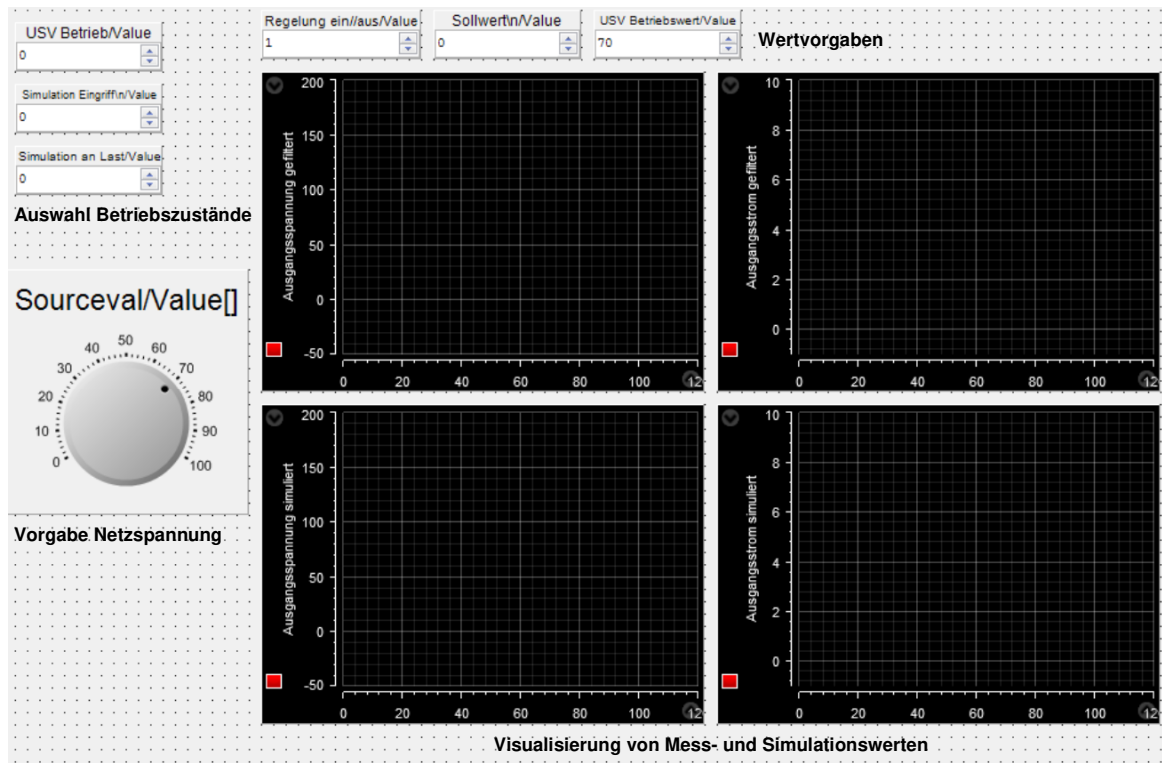 USV Betrieb/Value
0
Simulation Eingriff\n/Value
0
Simulation an Last/Value
0
Auswahl Betriebszustände
Regelung ein//aus/Value
1
Sollwert\n/Value
0
USV Betriebswert/Value
70
Wertvorgaben
Sourceval/Value[]
0
10
20
30
40
50
60
70
80
90
100
Vorgabe Netzspannung
Ausgangsspannung gefiltert
200
150
100
50
0
-50
0 20 40 60 80 100 12
Ausgangsstrom gefiltert
10
8
6
4
2
0
0 20 40 60 80 100 12
Ausgangsspannung simuliert
200
150
100
50
0
-50
0 20 40 60 80 100 12
Ausgangsstrom simuliert
10
8
6
4
2
0
0 20 40 60 80 100 12
Visualisierung von Mess- und Simulationswerten